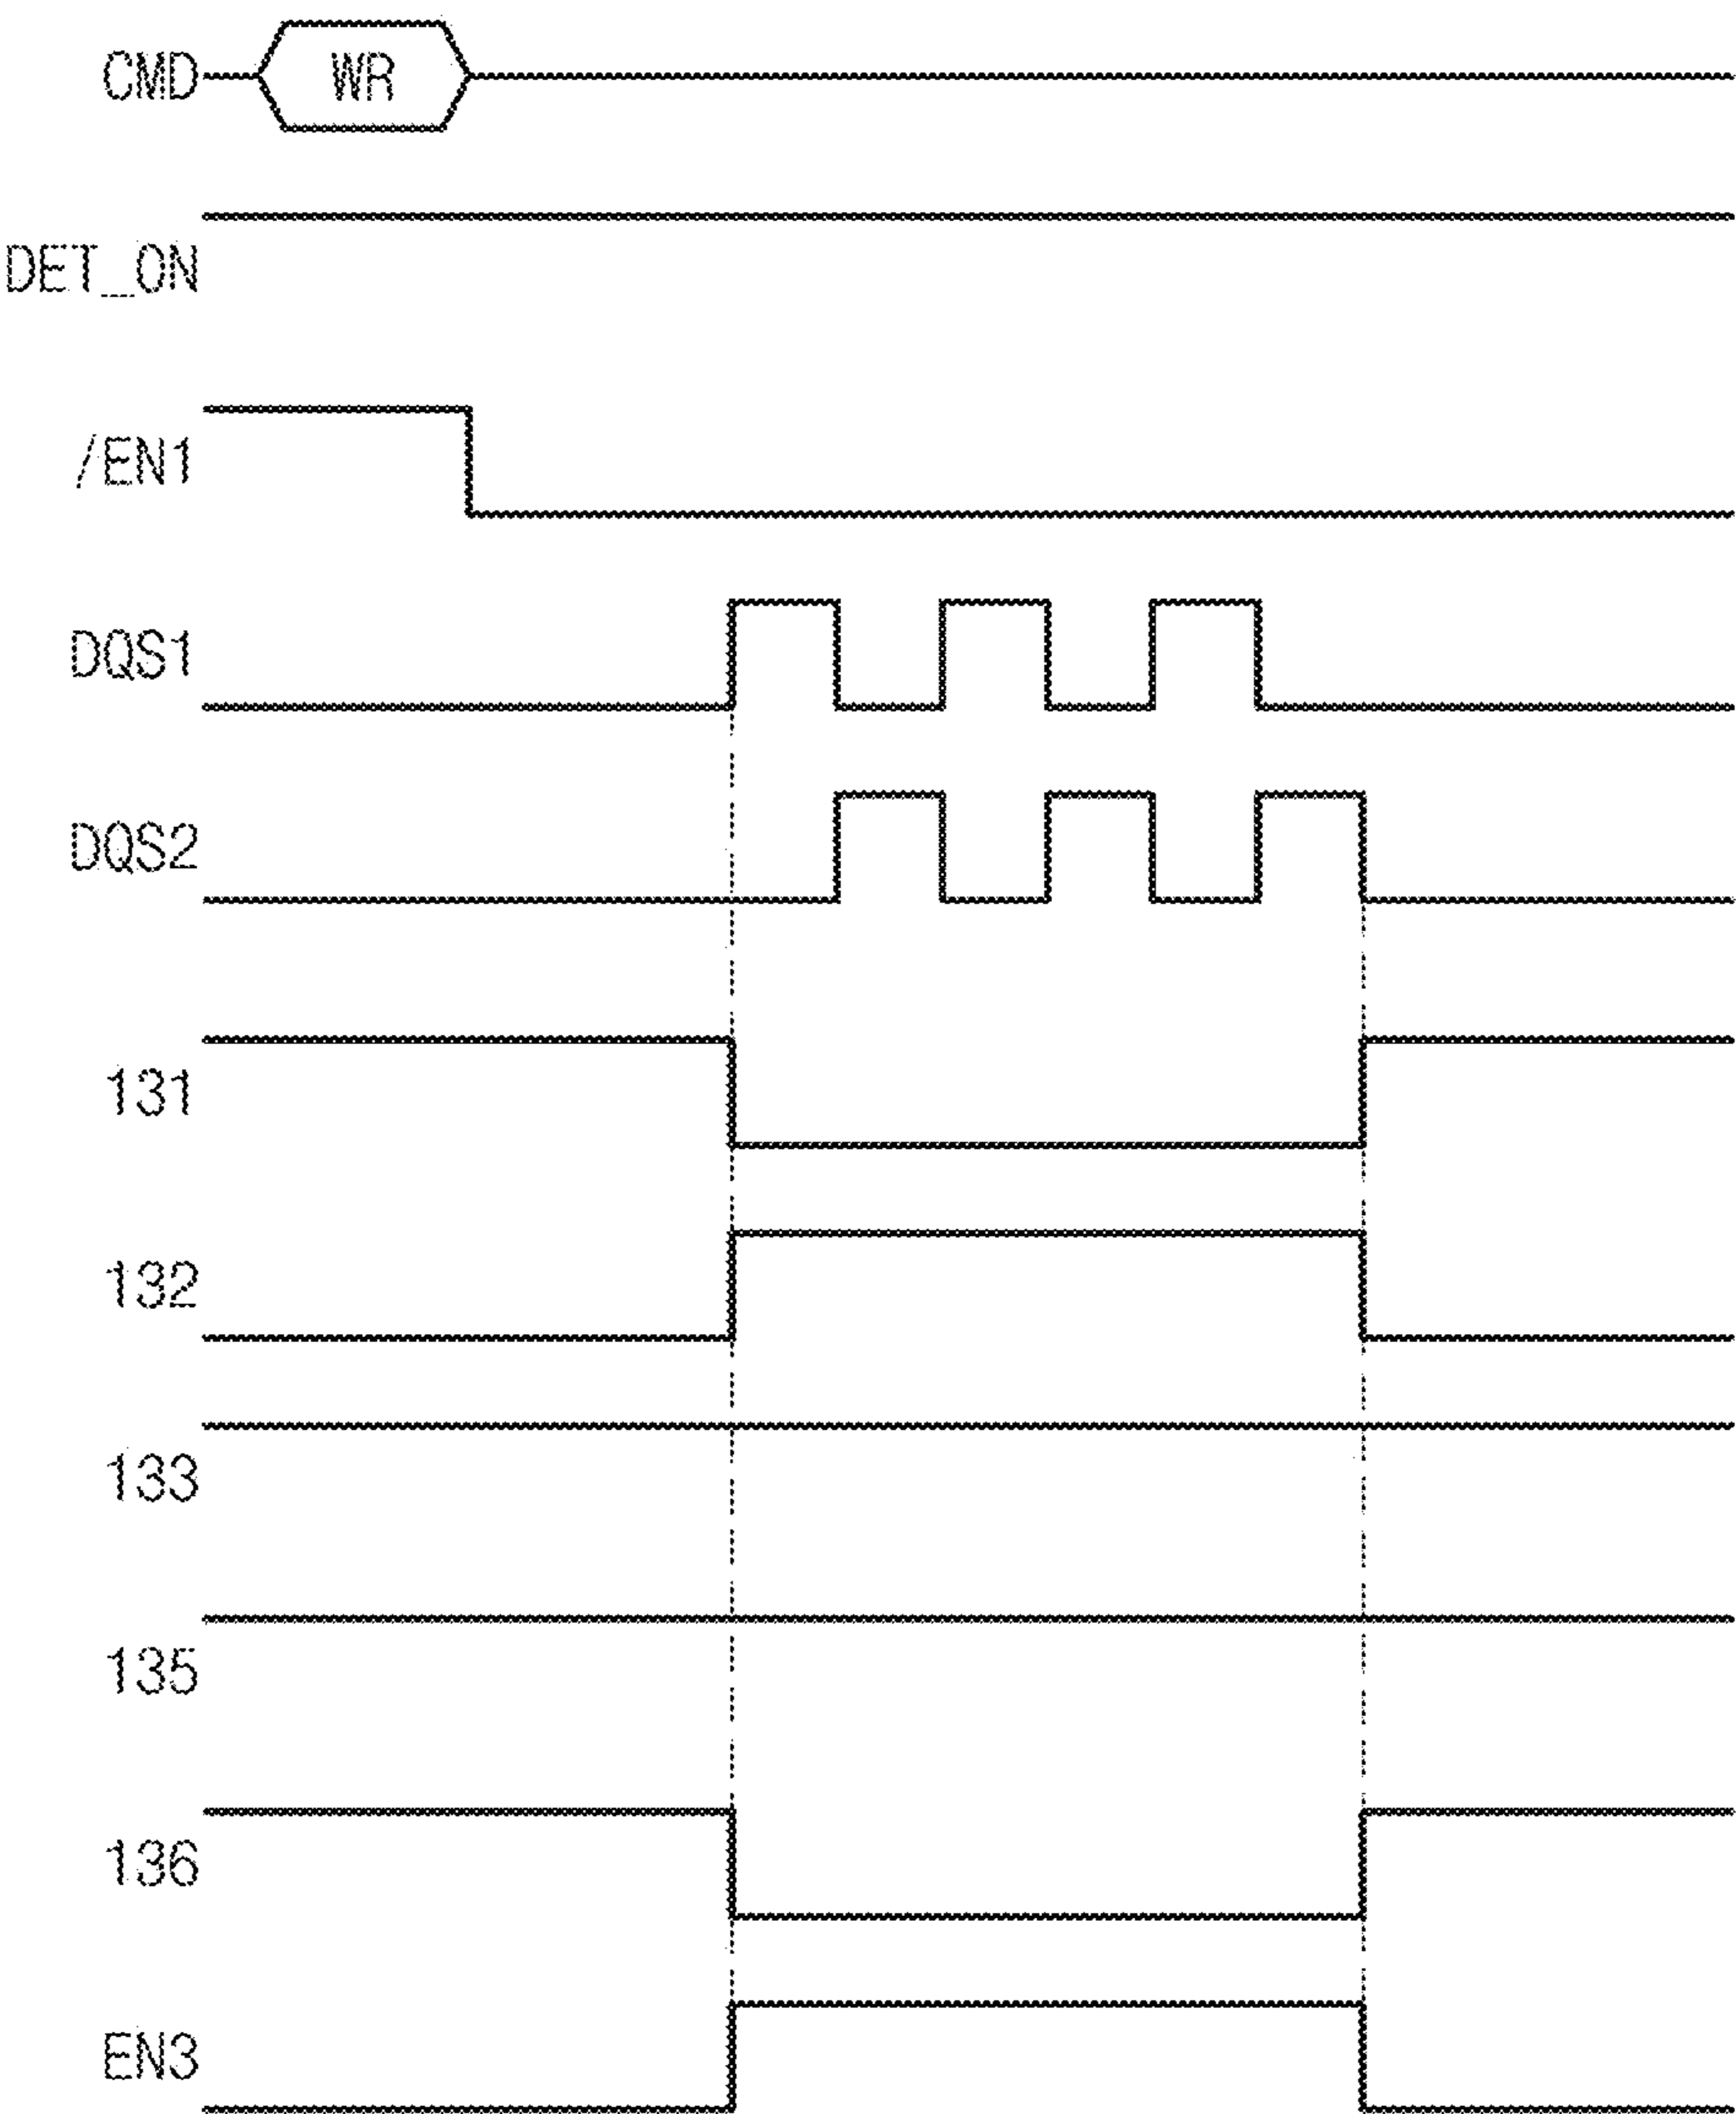 CMD WR
DET_ON
/EN1
DQS1
DQS2
131
132
133
135
136
EN3